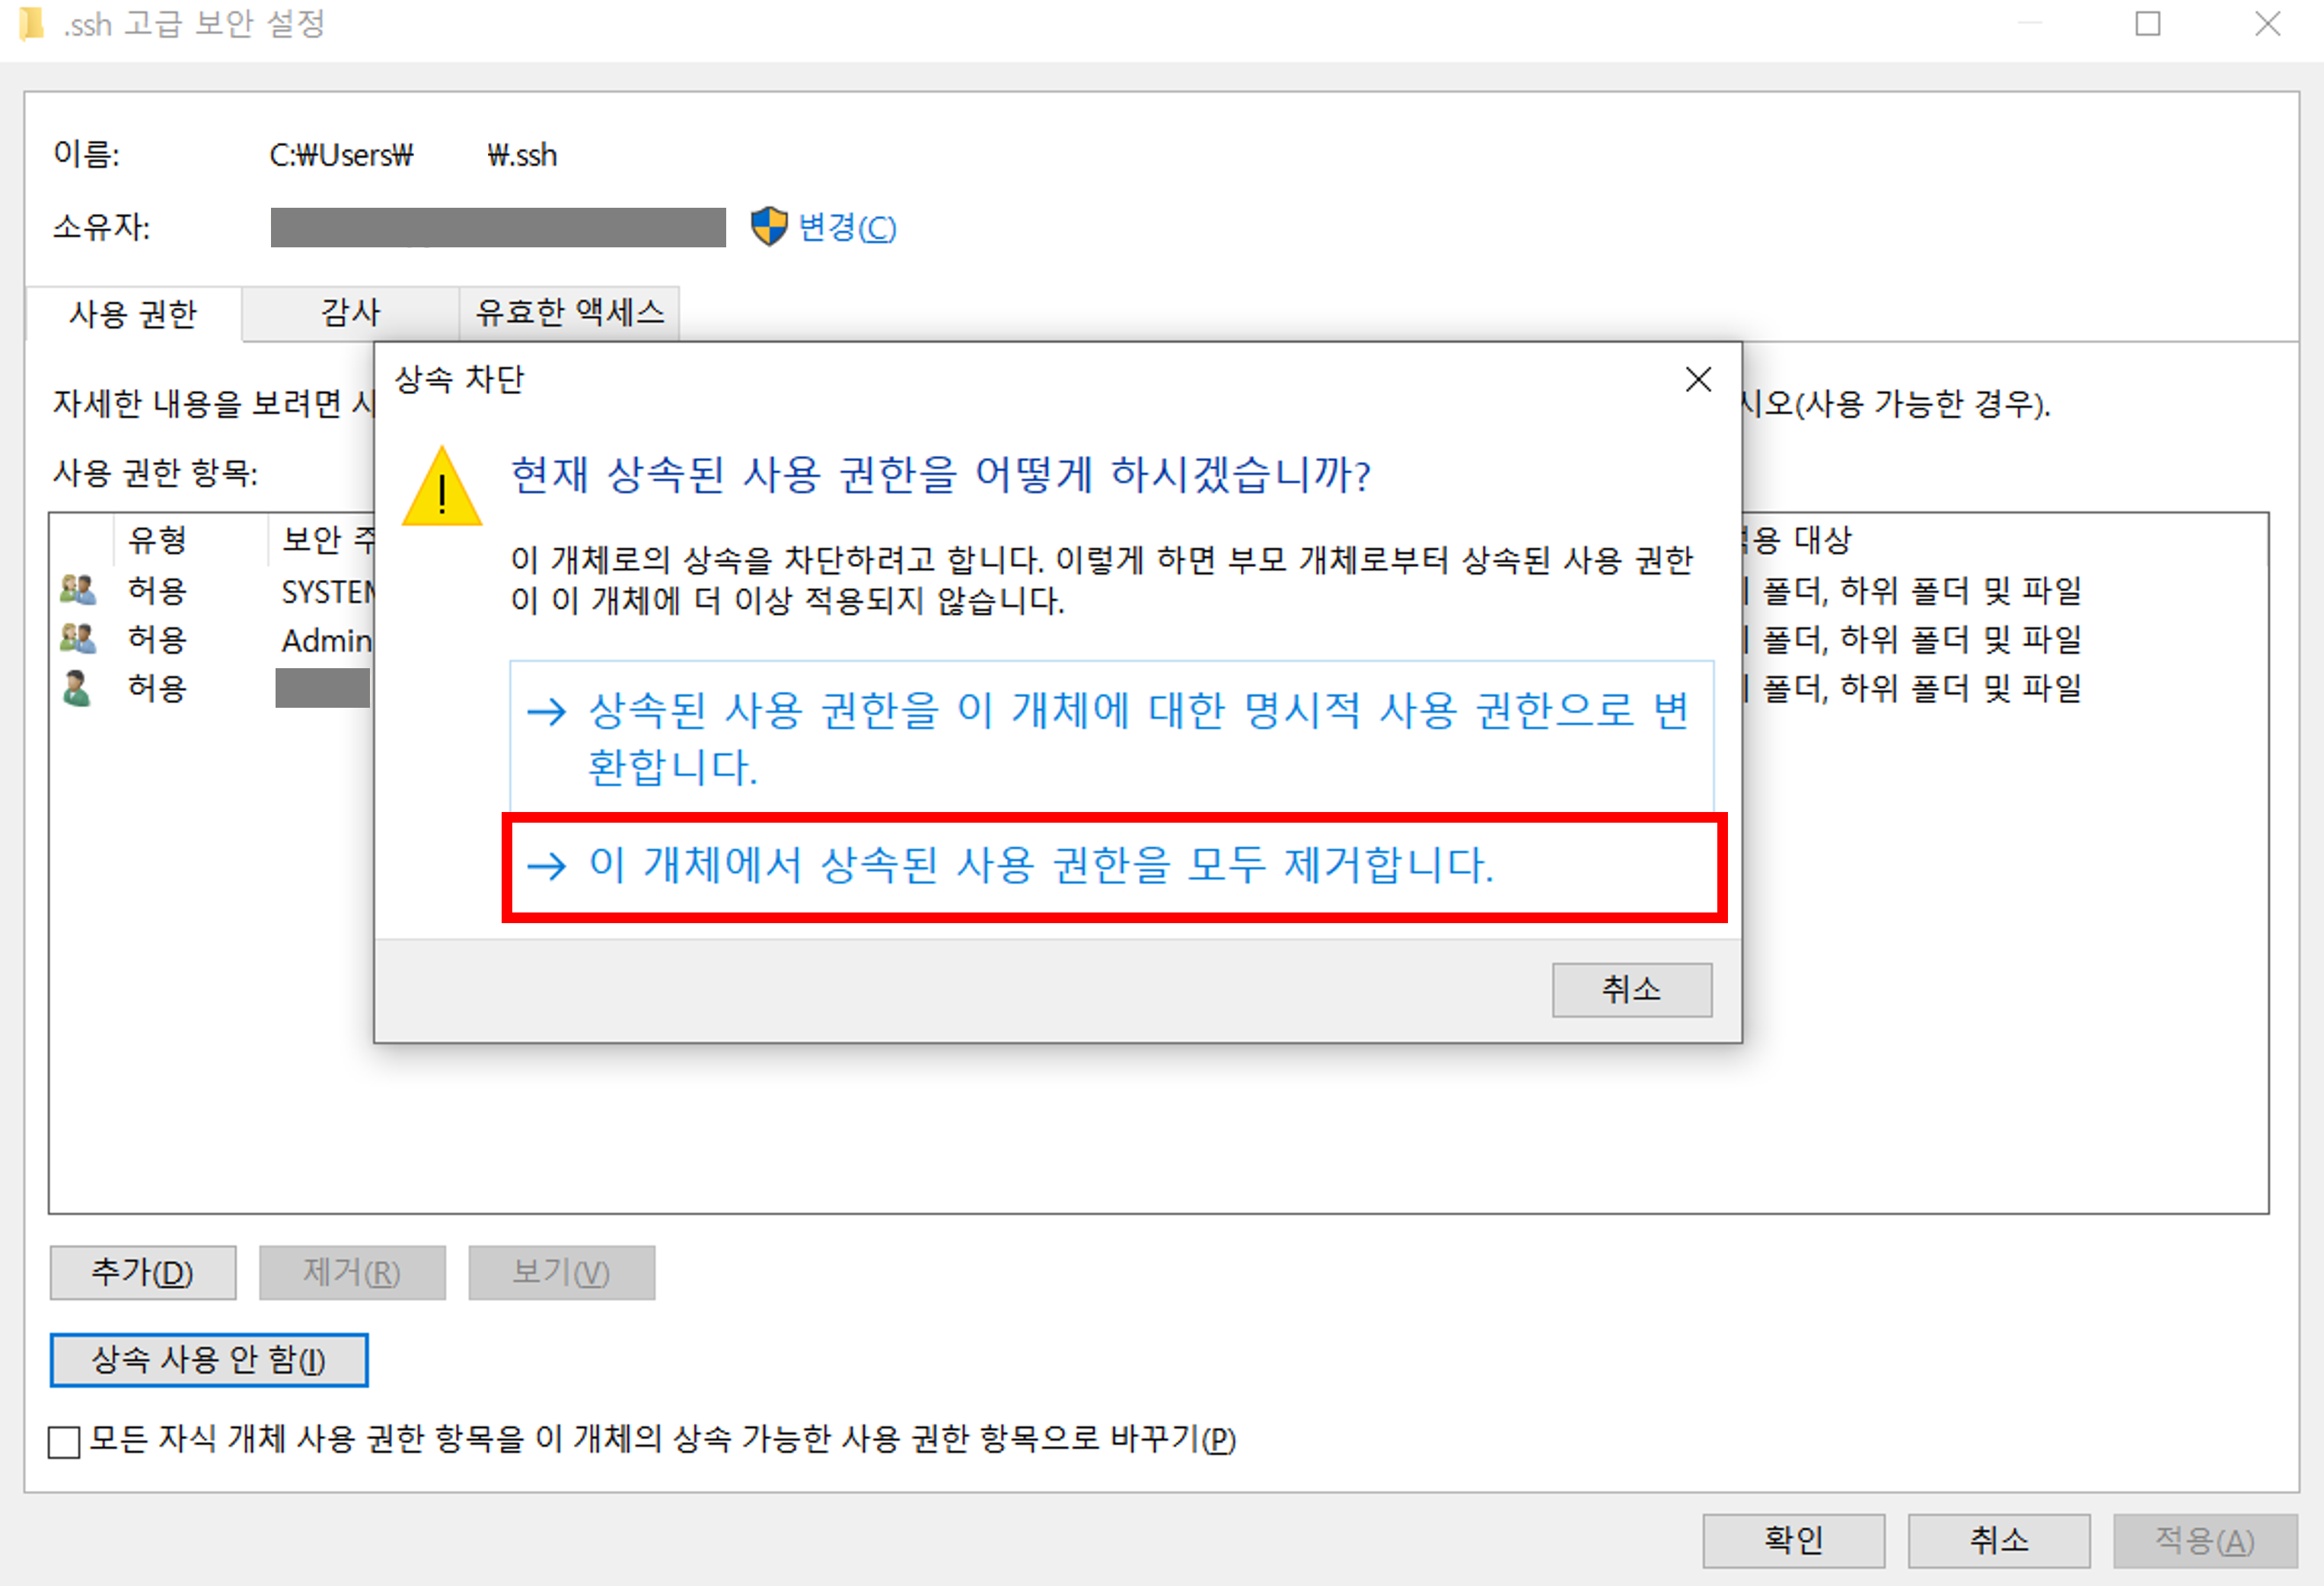 .ssh 고급 보안 설정
이름: C:₩Users₩ ₩.ssh
소유자: 변경(C)
사용 권한 감사 유효한 액세스
자세한 내용을 보려면 시오(사용 가능한 경우).
사용 권한 항목:
유형 보안 대상
허용 폴더, 하위 폴더 및 파일
허용 Admin 폴더, 하위 폴더 및 파일
허용 폴더, 하위 폴더 및 파일
상속 차단
현재 상속된 사용 권한을 어떻게 하시겠습니까?
이 개체로의 상속을 차단하려고 합니다. 이렇게 하면 부모 개체로부터 상속된 사용 권한
이 이 개체에 더 이상 적용되지 않습니다.
→ 상속된 사용 권한을 이 개체에 대한 명시적 사용 권한으로 변
환합니다.
→ 이 개체에서 상속된 사용 권한을 모두 제거합니다.
취소
추가(D) 제거(R) 보기(V)
상속 사용 안 함(I)
모든 자식 개체 사용 권한 항목을 이 개체의 상속 가능한 사용 권한 항목으로 바꾸기(P)
확인 취소 적용(A)